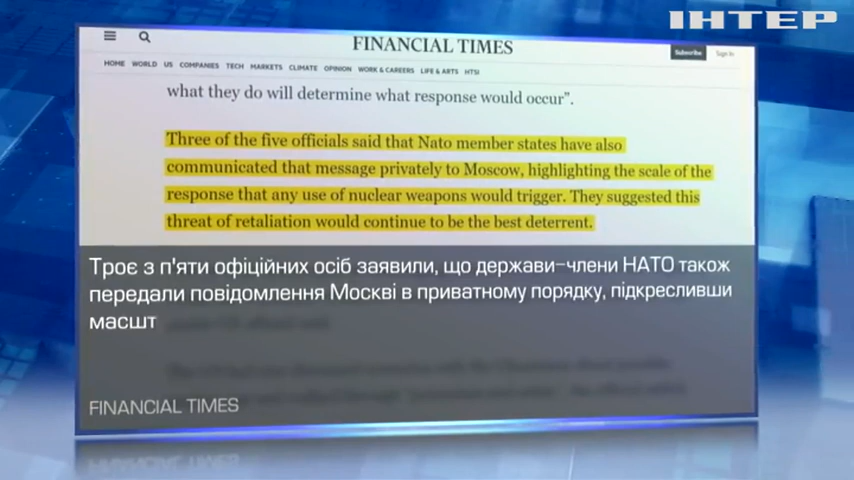 ІНТЕР
FINANCIAL TIMES
Subscribe
Sign In
HOME WORLD US COMPANIES TECH MARKETS CLIMATE OPINION WORK & CAREERS LIFE & ARTS HTSI
what they do will determine what response would occur".
Three of the five officials said that Nato member states have also
communicated that message privately to Moscow, highlighting the scale of the
response that any use of nuclear weapons would trigger. They suggested this
threat of retaliation would continue to be the best deterrent.
Троє з п'яти офіційних осіб заявили, що держави-члени НАТО також
передали повідомлення Москві в приватному порядку, підкресливши
масшт
FINANCIAL TIMES